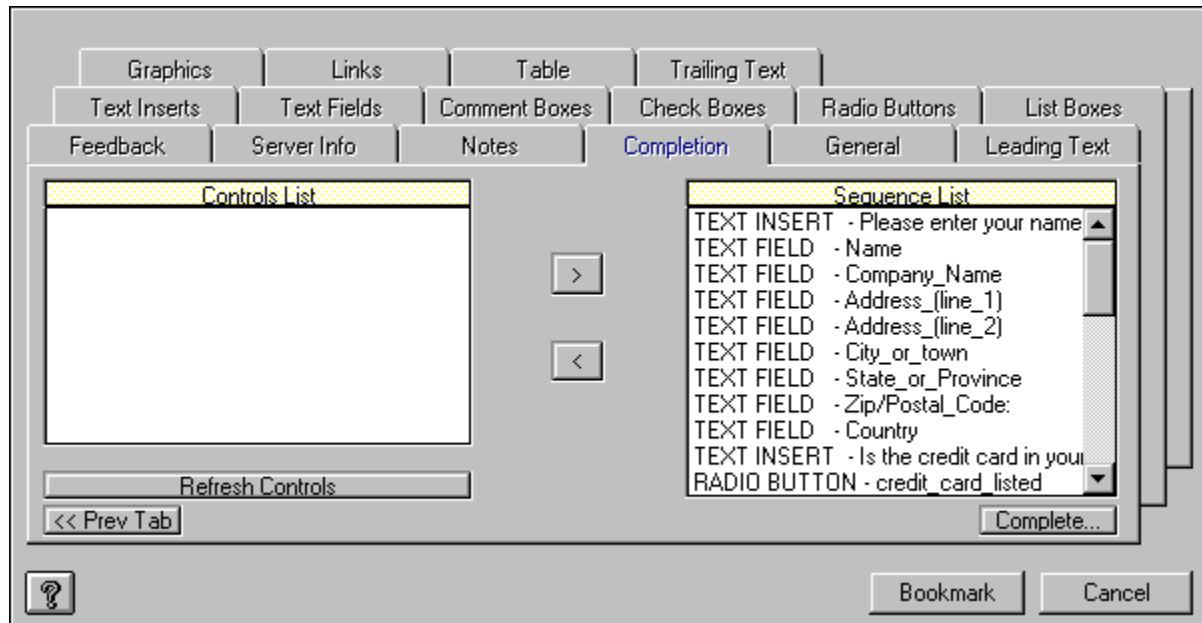 Graphics Links Table Trailing Text
Text Inserts Text Fields Comment Boxes Check Boxes Radio Buttons List Boxes
Feedback Server Info Notes Completion General Leading Text
Controls List
Refresh Controls
<< Prev Tab
>
<
Sequence List
TEXT INSERT - Please enter your name
TEXT FIELD - Name
TEXT FIELD - Company_Name
TEXT FIELD - Address_(line_1)
TEXT FIELD - Address_(line_2)
TEXT FIELD - City_or_town
TEXT FIELD - State_or_Province
TEXT FIELD - Zip/Postal_Code:
TEXT FIELD - Country
TEXT INSERT - Is the credit card in your
RADIO BUTTON - credit_card_listed
Complete...
?
Bookmark
Cancel